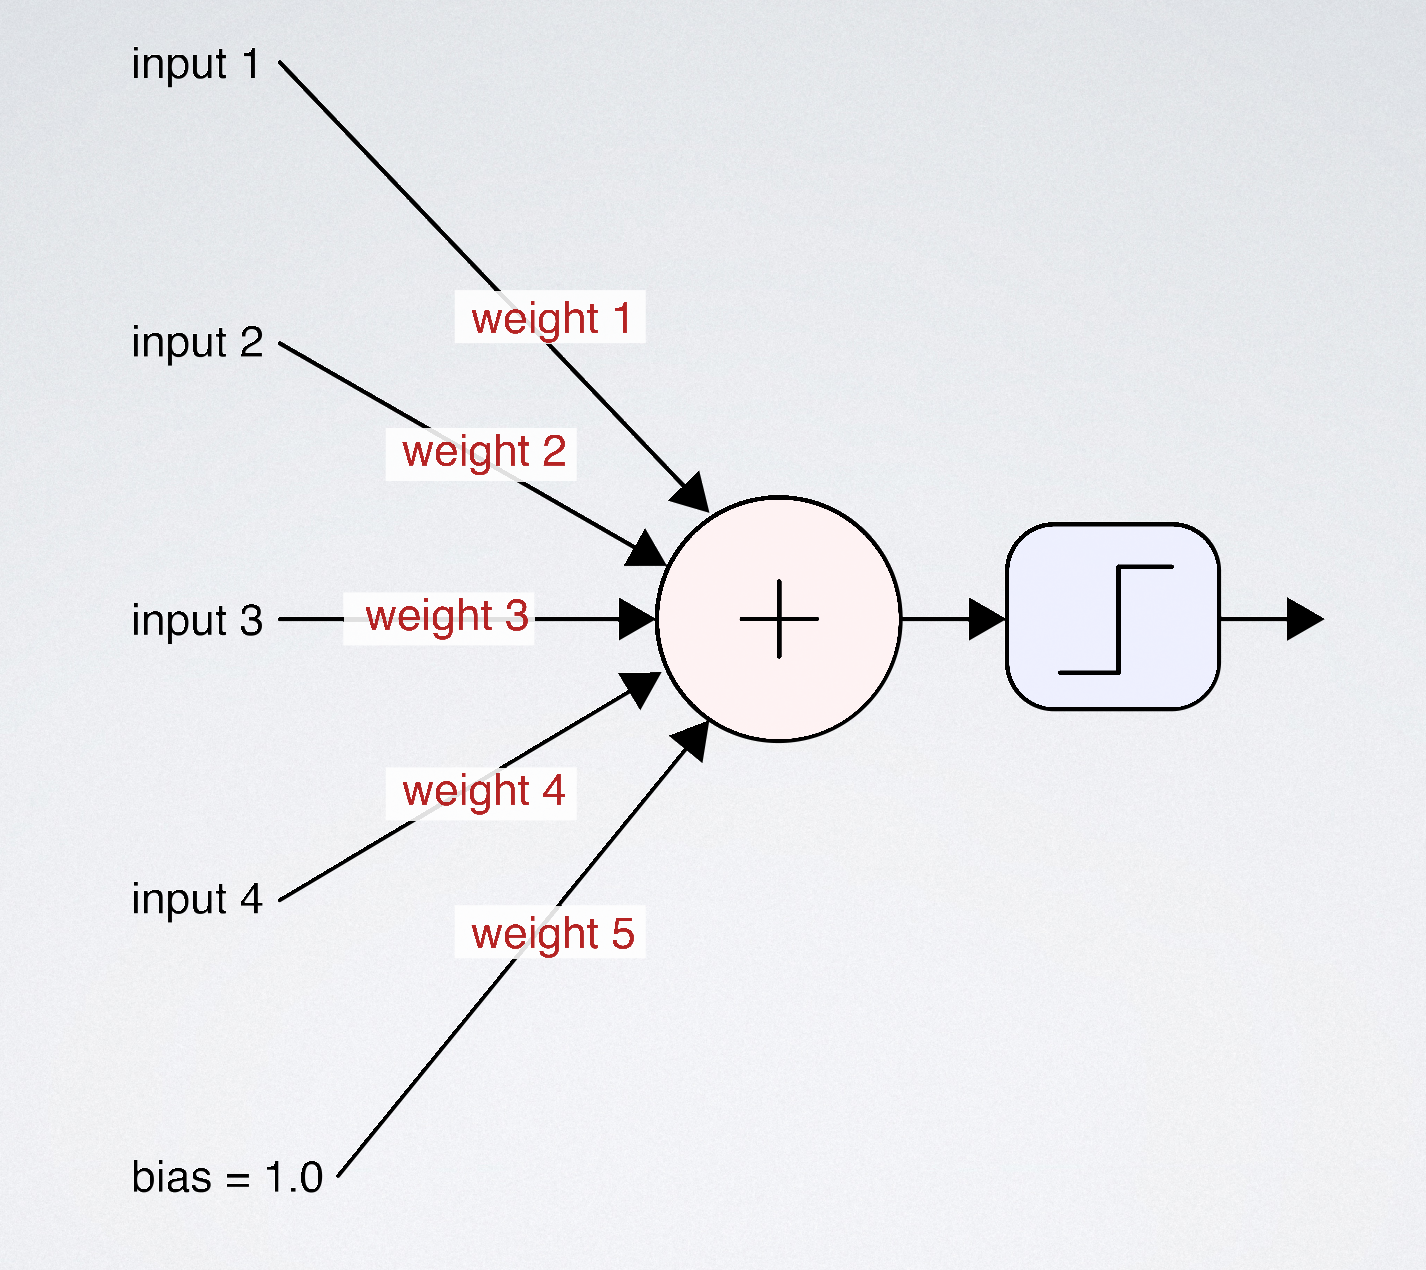 input 1
weight 1
input 2
weight 2
input 3
weight 3
weight 4
input 4
weight 5
bias = 1.0